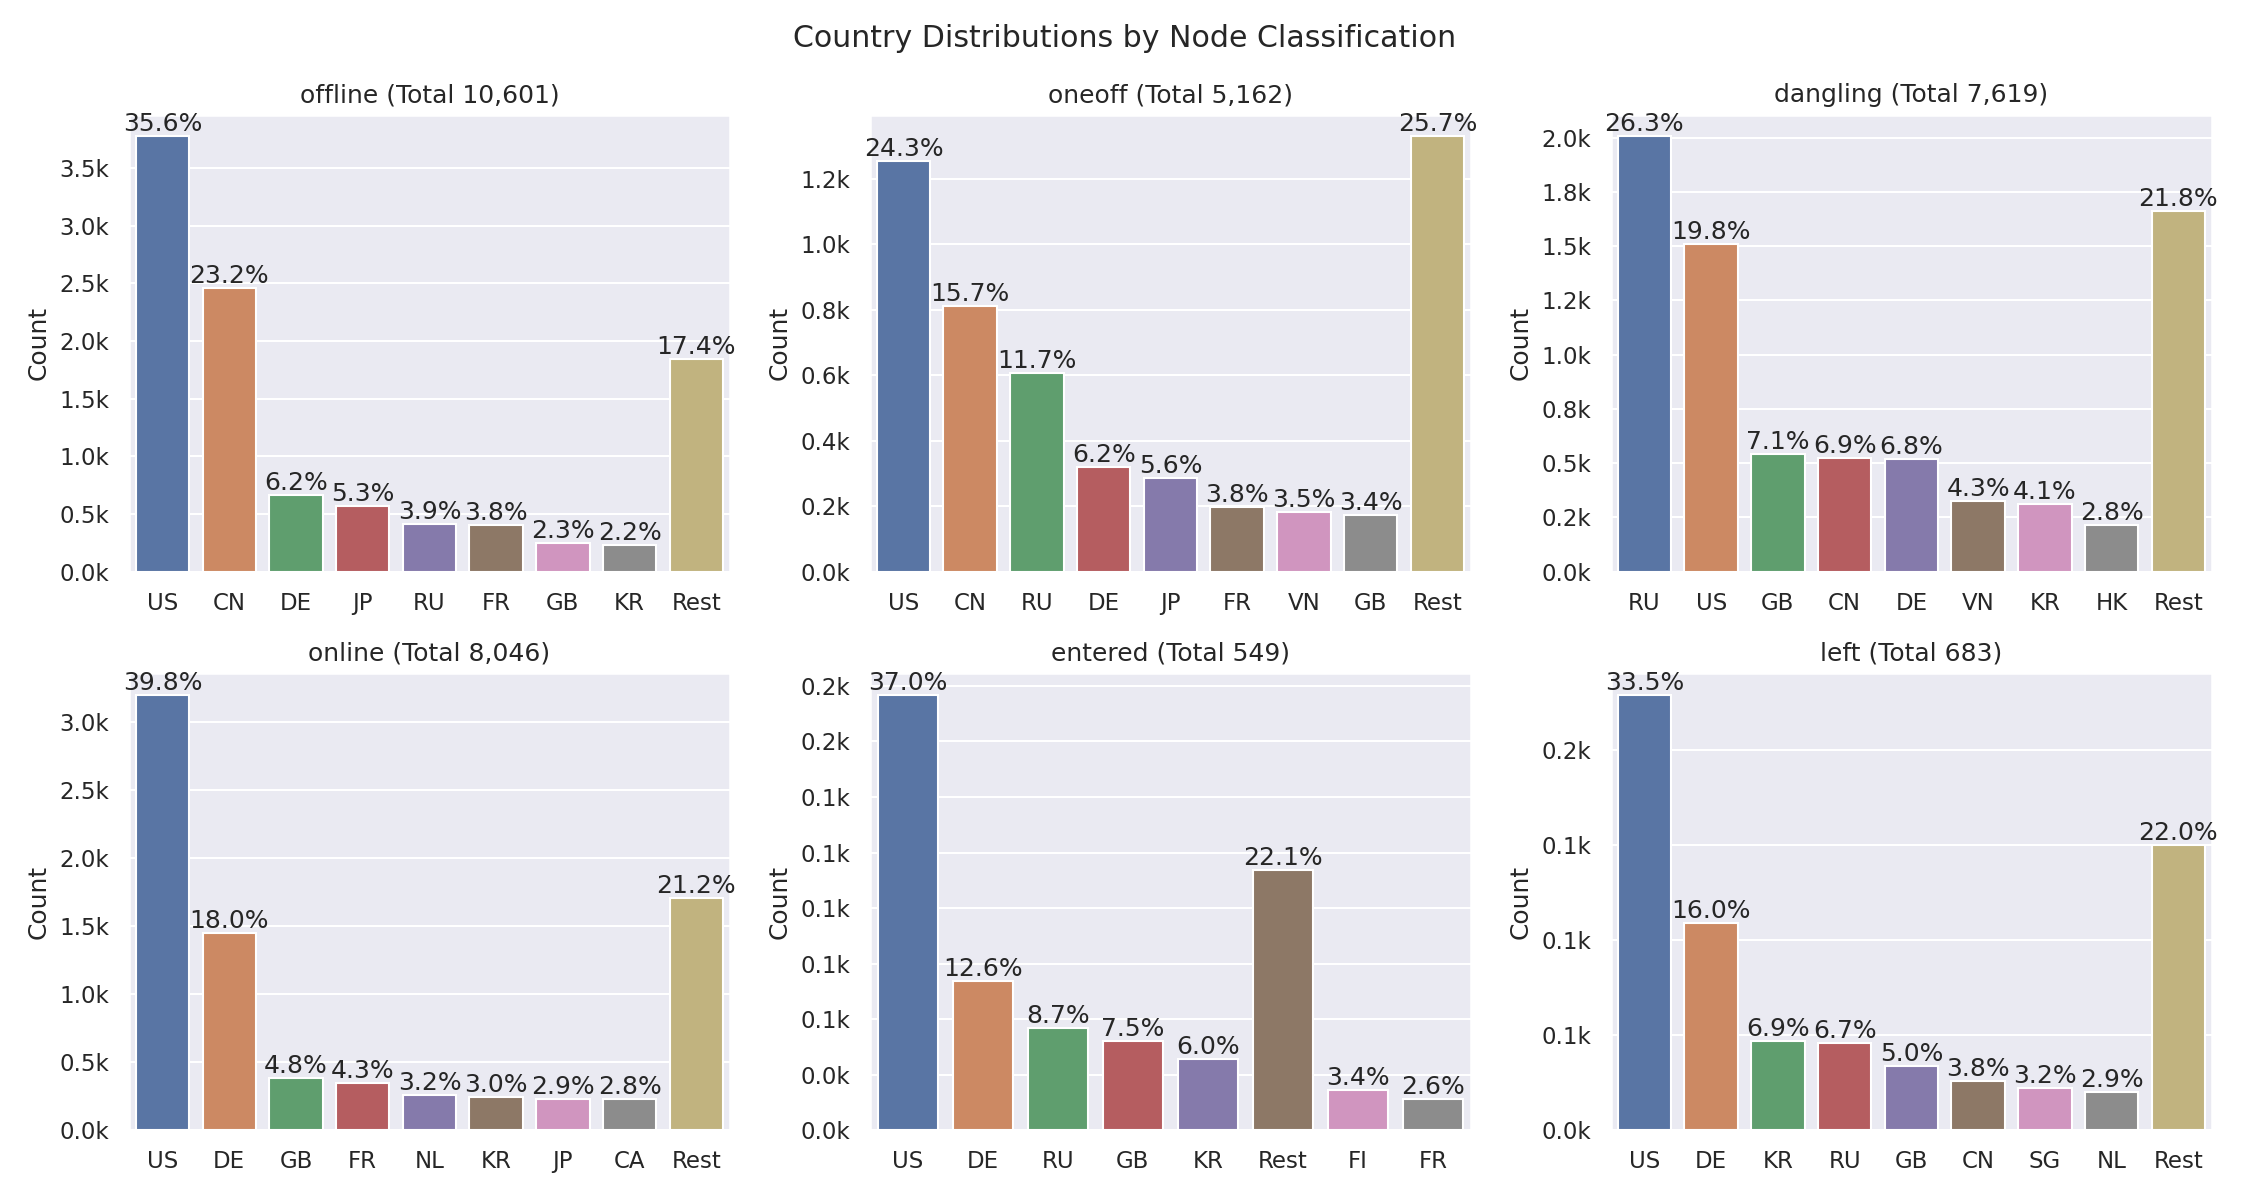 Country Distributions by Node Classification
offline (Total 10,601)
Count
3.5k
3.0k
2.5k
2.0k
1.5k
1.0k
0.5k
0.0k
35.6%
23.2%
6.2%
5.3%
3.9%
3.8%
2.3%
2.2%
17.4%
US CN DE JP RU FR GB KR Rest
oneoff (Total 5,162)
Count
1.2k
1.0k
0.8k
0.6k
0.4k
0.2k
0.0k
24.3%
15.7%
11.7%
6.2%
5.6%
3.8%
3.5%
3.4%
25.7%
US CN RU DE JP FR VN GB Rest
dangling (Total 7,619)
Count
2.0k
1.8k
1.5k
1.2k
1.0k
0.8k
0.5k
0.2k
0.0k
26.3%
19.8%
7.1%
6.9%
6.8%
4.3%
4.1%
2.8%
21.8%
RU US GB CN DE VN KR HK Rest
online (Total 8,046)
Count
3.0k
2.5k
2.0k
1.5k
1.0k
0.5k
0.0k
39.8%
18.0%
4.8%
4.3%
3.2%
3.0%
2.9%
2.8%
21.2%
US DE GB FR NL KR JP CA Rest
entered (Total 549)
Count
0.2k
0.2k
0.1k
0.1k
0.1k
0.1k
0.1k
0.0k
0.0k
37.0%
12.6%
8.7%
7.5%
6.0%
22.1%
3.4%
2.6%
US DE RU GB KR Rest FI FR
left (Total 683)
Count
0.2k
0.1k
0.1k
0.1k
0.0k
33.5%
16.0%
6.9%
6.7%
5.0%
3.8%
3.2%
2.9%
22.0%
US DE KR RU GB CN SG NL Rest